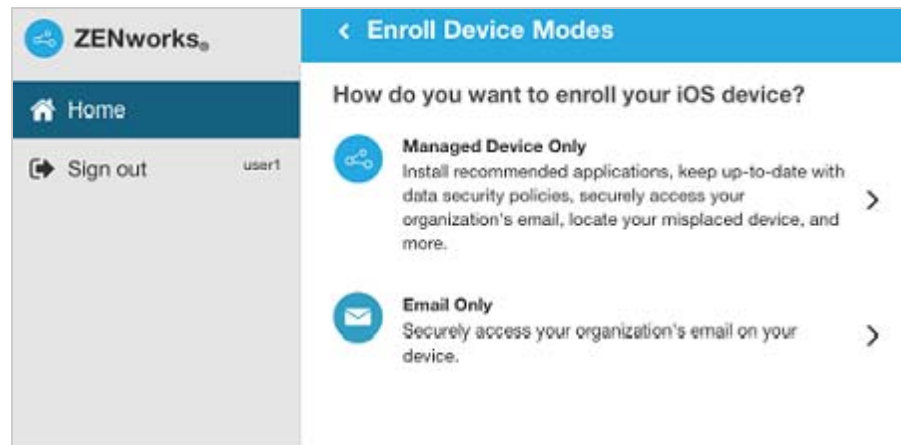 ZENworks®
Home
Sign out
user1
Enroll Device Modes
How do you want to enroll your iOS device?
Managed Device Only
Install recommended applications, keep up-to-date with
data security policies, securely access your
organization's email, locate your misplaced device, and
more.
Email Only
Securely access your organization's email on your
device.